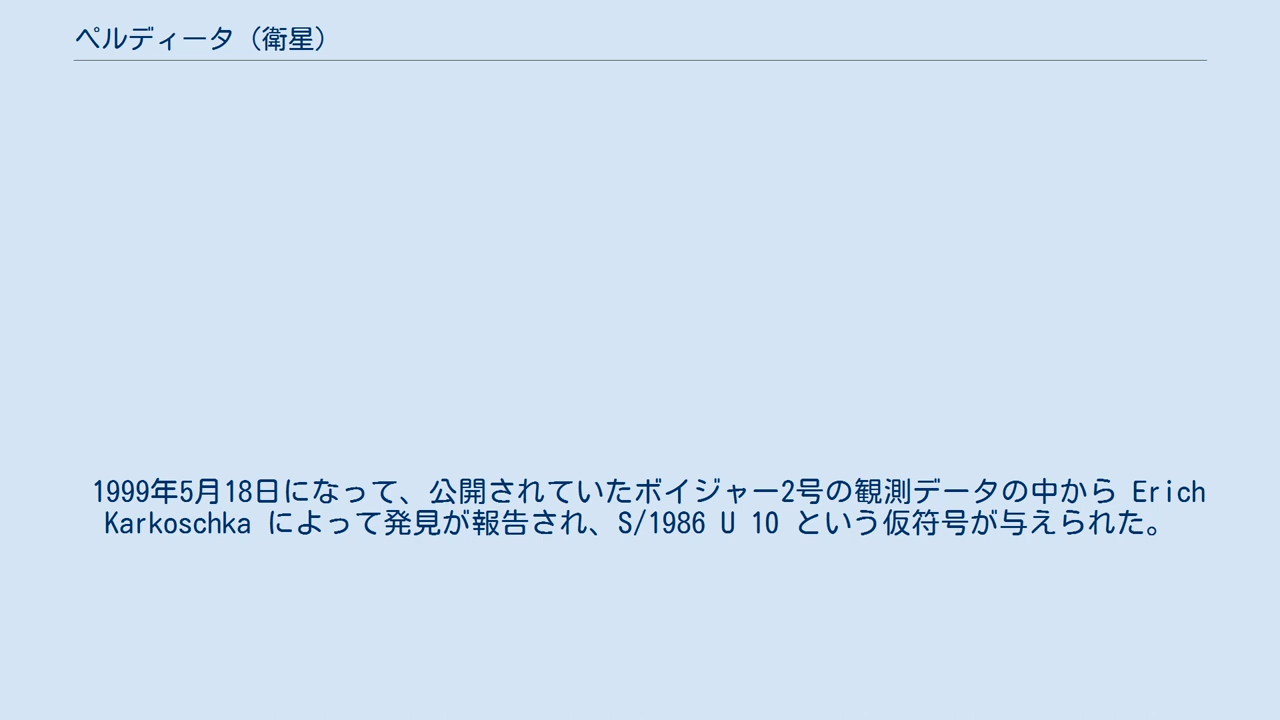 ペルディータ（衛星）
1999年5月18日になって、公開されていたボイジャー2号の観測データの中から Erich
Karkoschka によって発見が報告され、S/1986 U 10 という仮符号が与えられた。